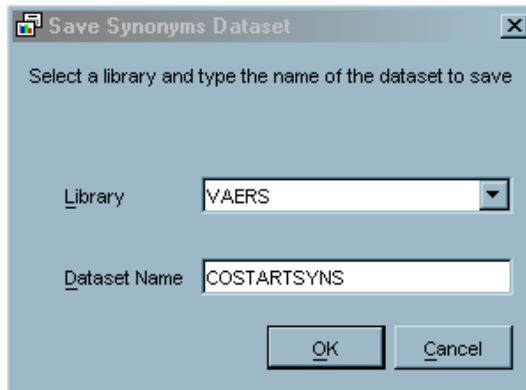 Save Synonyms Dataset
Select a library and type the name of the dataset to save
Library
VAERS
Dataset Name
COSTARTSYNS
OK
Cancel